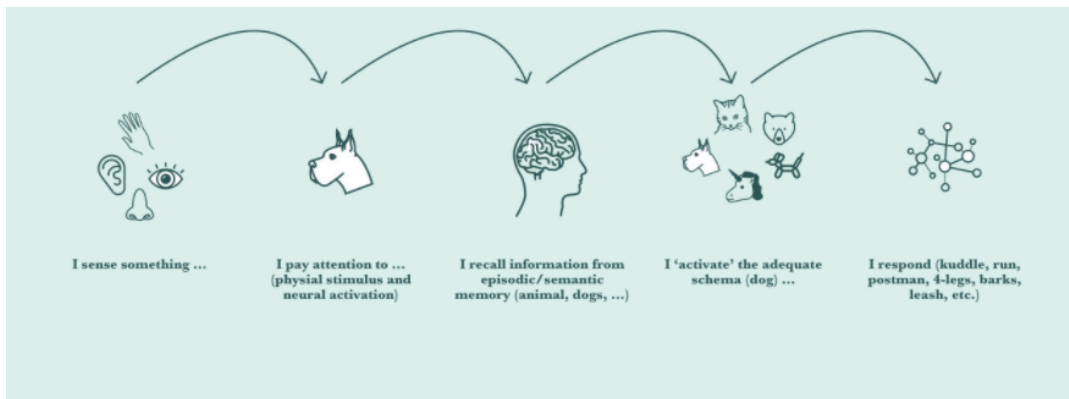 I sense something ...
I pay attention to ...
(physial stimulus and
neural activation)
I recall information from
episodic/semantic
memory (animal, dogs, ...)
I 'activate' the adequate
schema (dog) ...
I respond (kuddle, run,
postman, 4-legs, barks,
leash, etc.)